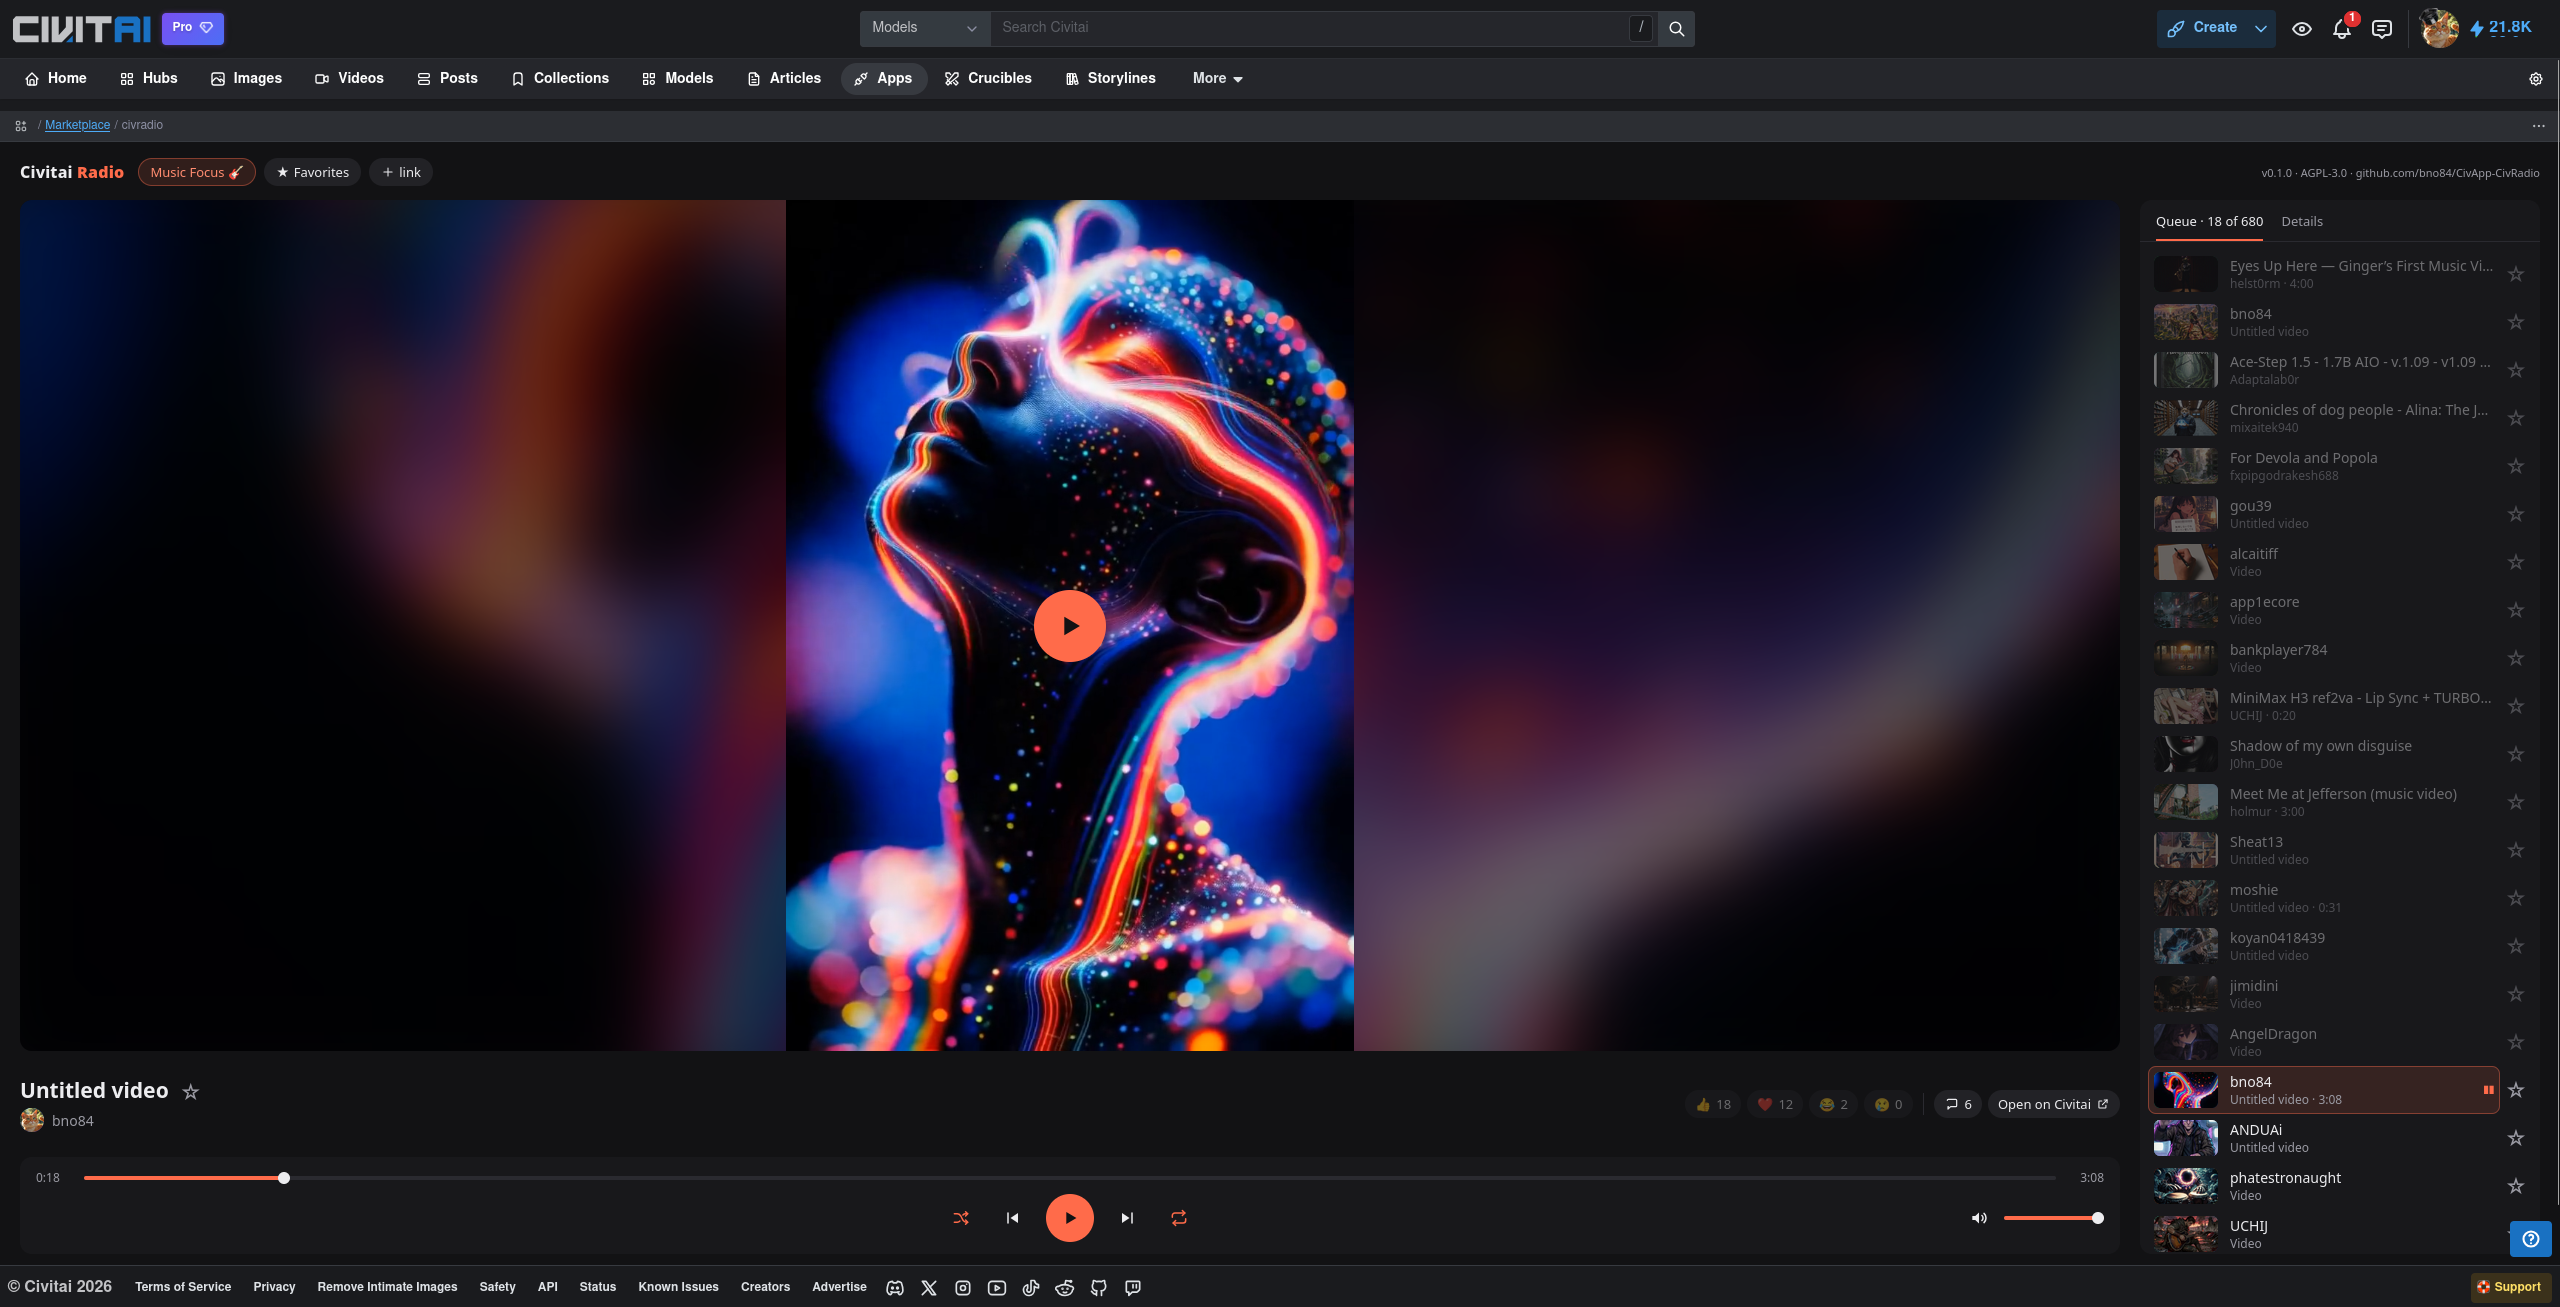 CIVITAI
Pro
Models
Search Civitai
/
Create
1
21.8K
Home
Hubs
Images
Videos
Posts
Collections
Models
Articles
Apps
Crucibles
Storylines
More
/ Marketplace / civradio
Civitai Radio
Music Focus 🎸
★ Favorites
+ link
v0.1.0 · AGPL-3.0 · github.com/bno84/CivApp-CivRadio
Queue · 18 of 680
Details
Eyes Up Here — Ginger's First Music Vi...
helst0rm · 4:00
bno84
Untitled video
Ace-Step 1.5 - 1.7B AIO - v.1.09 - v1.09 ...
Adaptalab0r
Chronicles of dog people - Alina: The J...
mixaitek940
For Devola and Popola
fxpipgodrakesh688
gou39
Untitled video
alcaitiff
Video
app1ecore
Video
bankplayer784
Video
MiniMax H3 ref2va - Lip Sync + TURBO...
UCHIJ · 0:20
Shadow of my own disguise
J0hn_D0e
Meet Me at Jefferson (music video)
holmur · 3:00
Sheat13
Untitled video
moshie
Untitled video · 0:31
koyan0418439
Untitled video
jimidini
Video
AngelDragon
Video
bno84
Untitled video · 3:08
ANDUAi
Untitled video
phatestronaught
Video
UCHIJ
Video
Untitled video
bno84
👍 18
❤️ 12
😂 2
😢 0
6
Open on Civitai
0:18
3:08
© Civitai 2026
Terms of Service
Privacy
Remove Intimate Images
Safety
API
Status
Known Issues
Creators
Advertise
Support